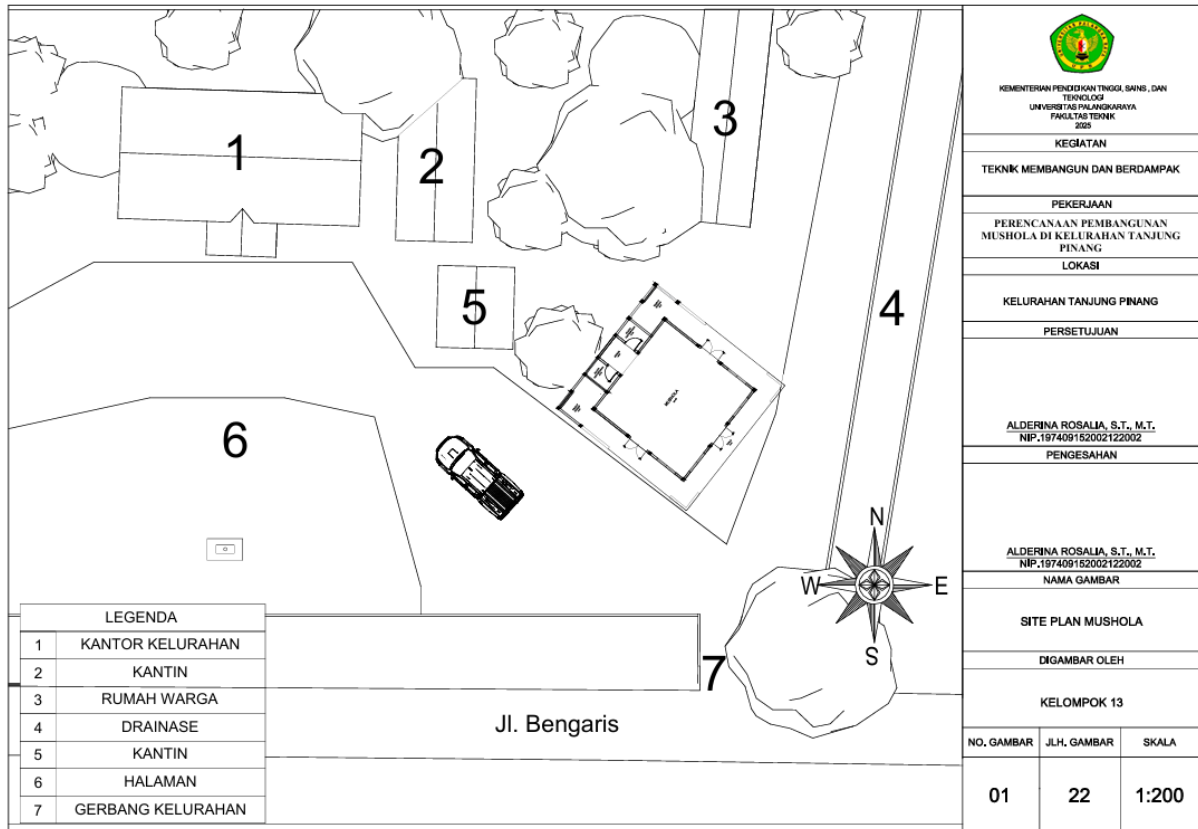 1
2
3
4
5
6
7
MUSHOLA
N
W
E
S
Jl. Bengaris
LEGENDA
1 KANTOR KELURAHAN
2 KANTIN
3 RUMAH WARGA
4 DRAINASE
5 KANTIN
6 HALAMAN
7 GERBANG KELURAHAN
KEMENTERIAN PENDIDIKAN TINGGI, SAINS , DAN
TEKNOLOGI
UNIVERSITAS PALANGKARAYA
FAKULTAS TEKNIK
2025
KEGIATAN
TEKNIK MEMBANGUN DAN BERDAMPAK
PEKERJAAN
PERENCANAAN PEMBANGUNAN
MUSHOLA DI KELURAHAN TANJUNG
PINANG
LOKASI
KELURAHAN TANJUNG PINANG
PERSETUJUAN
ALDERINA ROSALIA, S.T., M.T.
NIP.197409152002122002
PENGESAHAN
ALDERINA ROSALIA, S.T., M.T.
NIP.197409152002122002
NAMA GAMBAR
SITE PLAN MUSHOLA
DIGAMBAR OLEH
KELOMPOK 13
NO. GAMBAR JLH. GAMBAR SKALA
01 22 1:200